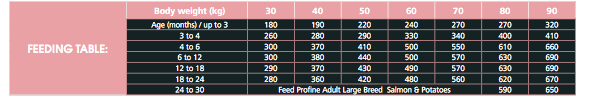 Body weight (kg) 30 40 50 60 70 80 90
Age (months) / up to 3 180 190 220 240 270 270 320
3 to 4 260 280 290 330 340 400 410
FEEDING TABLE: 4 to 6 300 370 410 500 550 610 660
6 to 12 300 380 440 500 570 630 690
12 to 18 290 370 430 490 570 630 690
18 to 24 280 360 420 480 560 620 670
24 to 30 Feed Profine Adult Large Breed Salmon & Potatoes 590 650